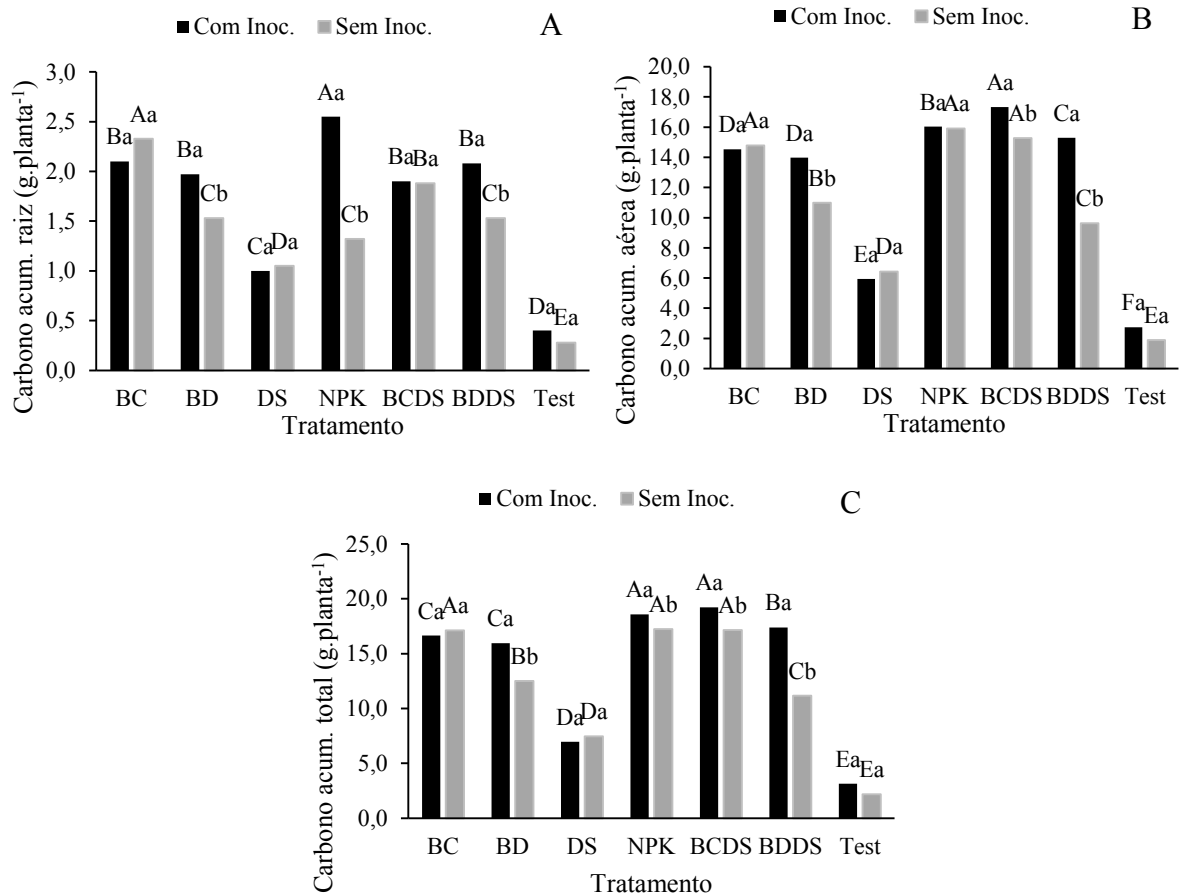 Com Inoc. Sem Inoc. A
Carbono acum. raiz (g.planta-1)
3,0
2,5
2,0
1,5
1,0
0,5
0,0
Ba Aa Ba Cb Ca Da Aa Cb Ba Ba Ba Cb Da Ea
BC BD DS NPK BCDS BDDS Test
Tratamento
Com Inoc. Sem Inoc. B
Carbono acum. aérea (g.planta-1)
20,0
18,0
16,0
14,0
12,0
10,0
8,0
6,0
4,0
2,0
0,0
Da Aa Da Bb Ea Da Ba Aa Aa Ab Ca Cb Fa Ea
BC BD DS NPK BCDS BDDS Test
Tratamento
Com Inoc. Sem Inoc. C
Carbono acum. total (g.planta-1)
25,0
20,0
15,0
10,0
5,0
0,0
Ca Aa Ca Bb Da Da Aa Ab Aa Ab Ba Cb Ea Ea
BC BD DS NPK BCDS BDDS Test
Tratamento